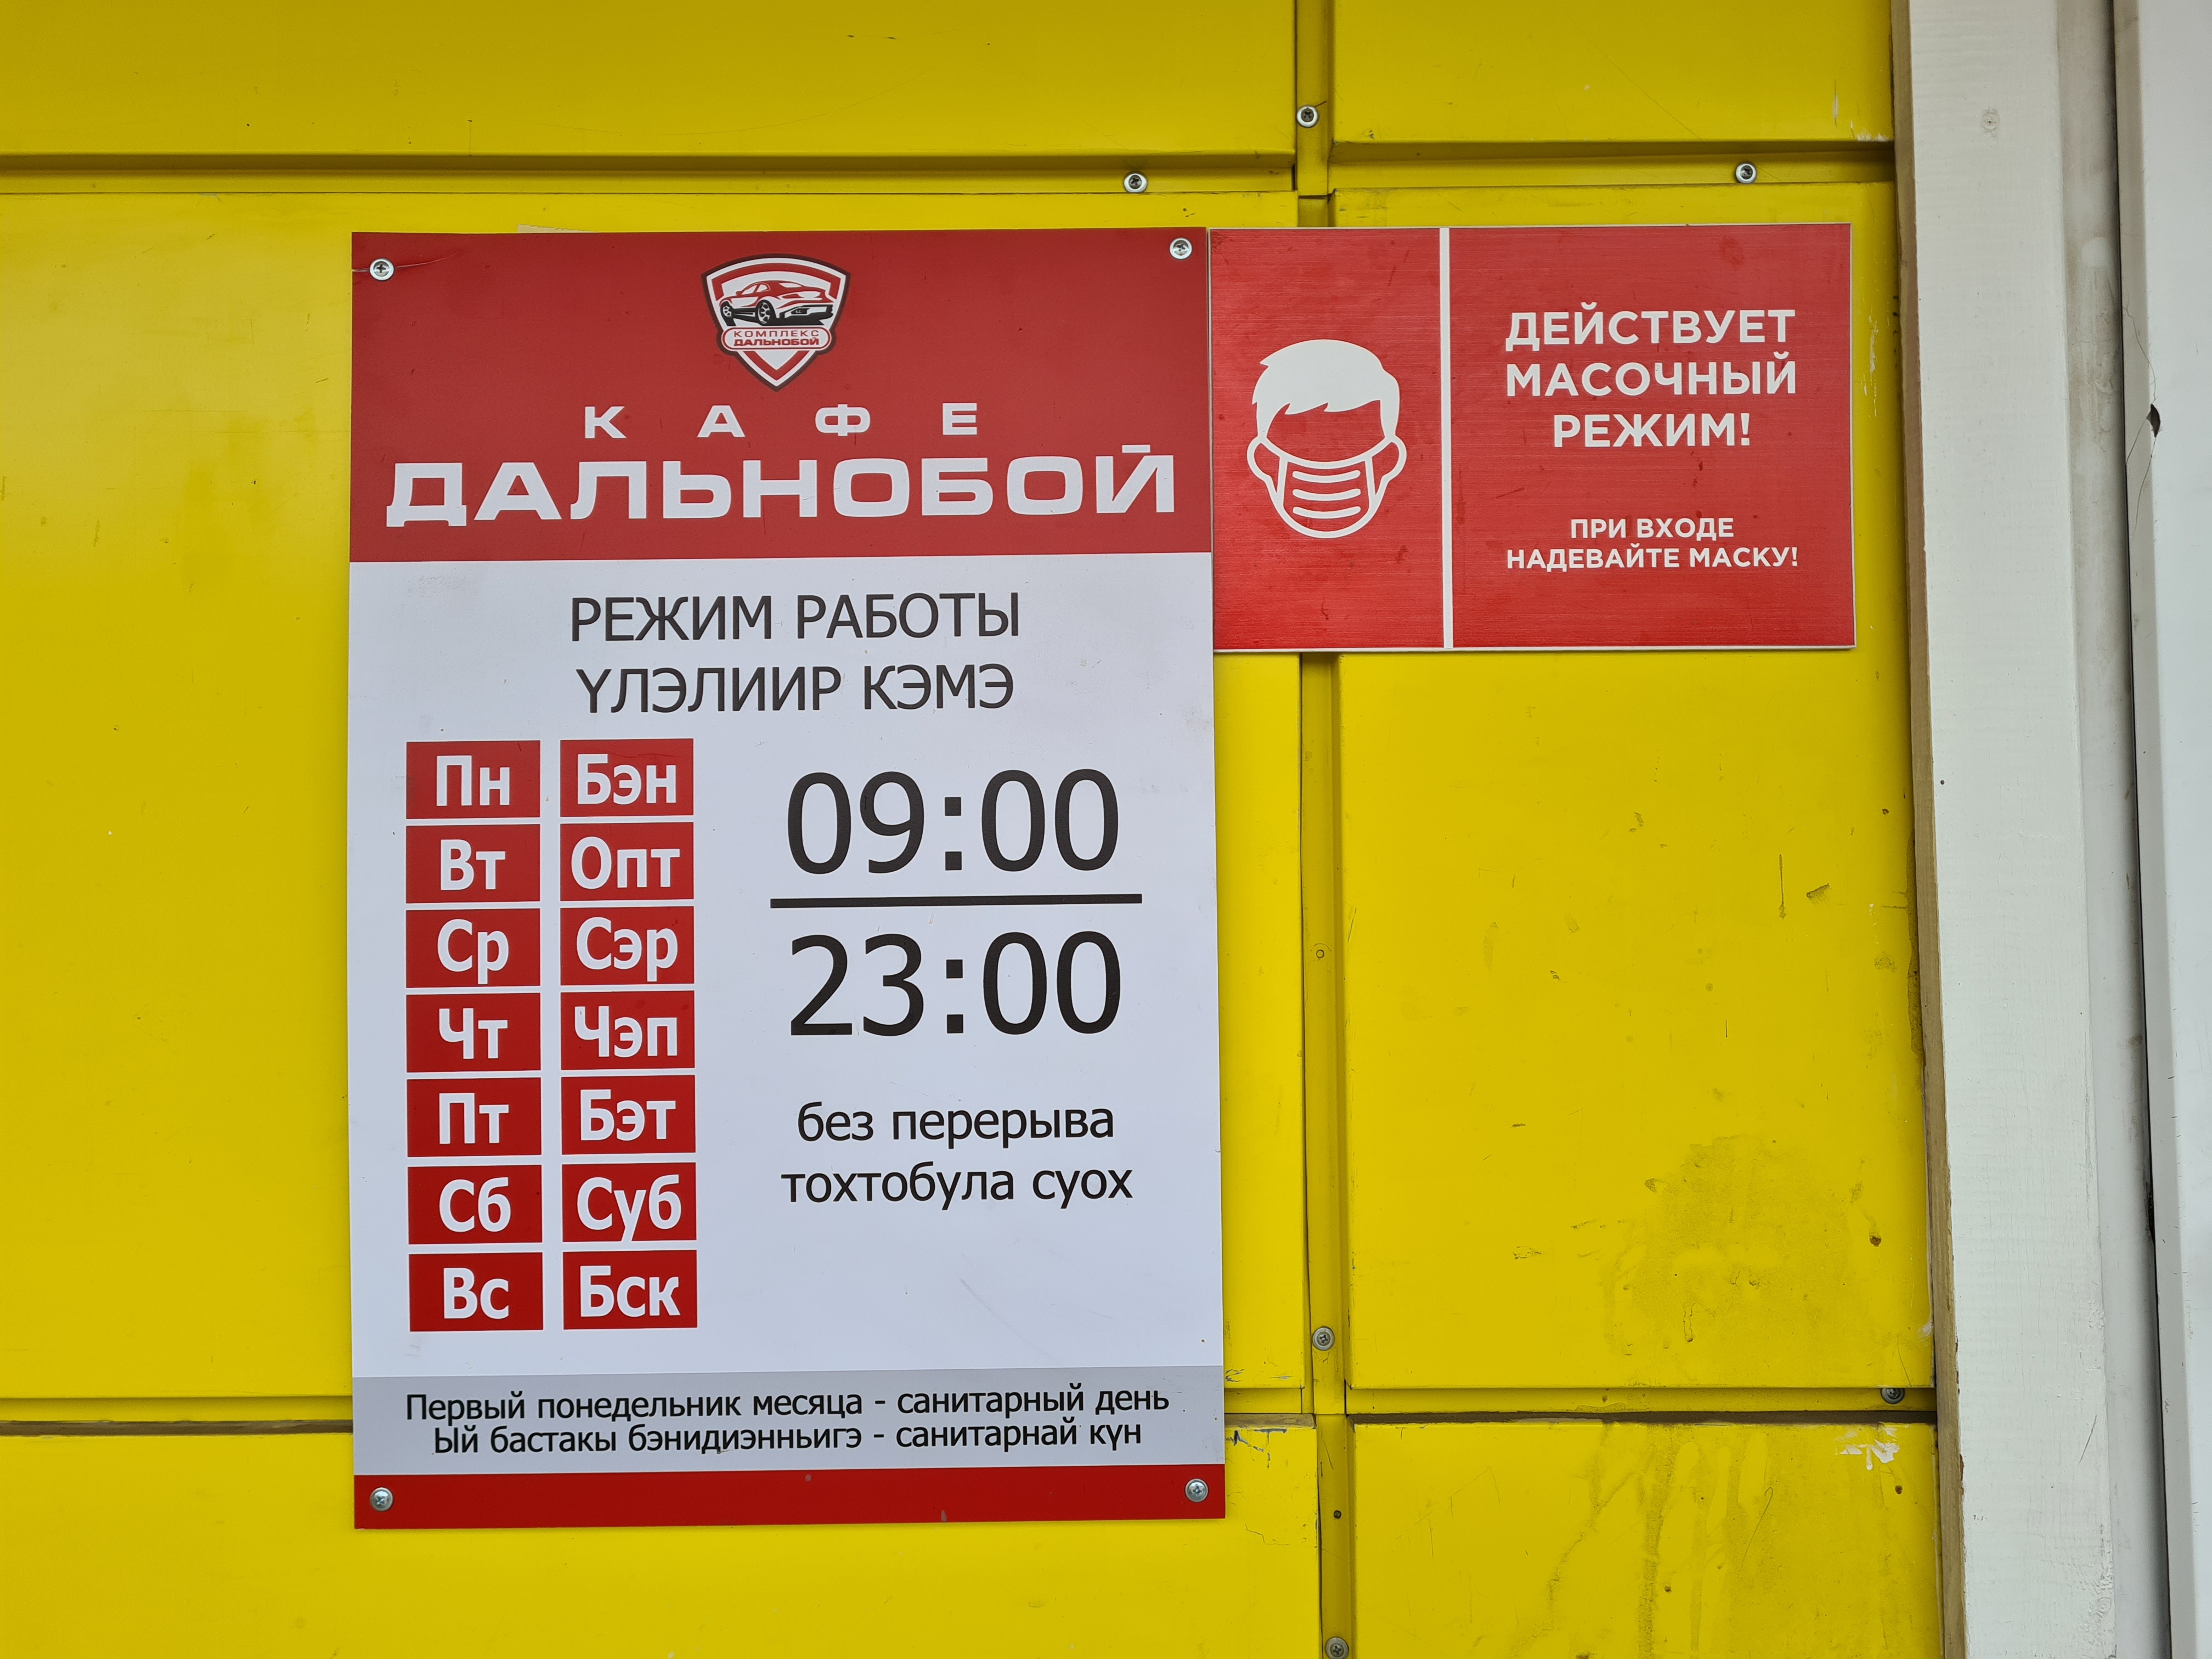 КОМПЛЕКС
ДАЛЬНОБОЙ
КАФЕ
ДАЛЬНОБОЙ
РЕЖИМ РАБОТЫ
ҮЛЭЛИИР КЭМЭ
Пн Бэн
Вт Опт
Ср Сэр
Чт Чэп
Пт Бэт
Сб Суб
Вс Бск
09:00
23:00
без перерыва
тохтобула суох
Первый понедельник месяца - санитарный день
Ый бастакы бэнидиэнньигэ - санитарнай күн
ДЕЙСТВУЕТ
МАСОЧНЫЙ
РЕЖИМ!
ПРИ ВХОДЕ
НАДЕВАЙТЕ МАСКУ!